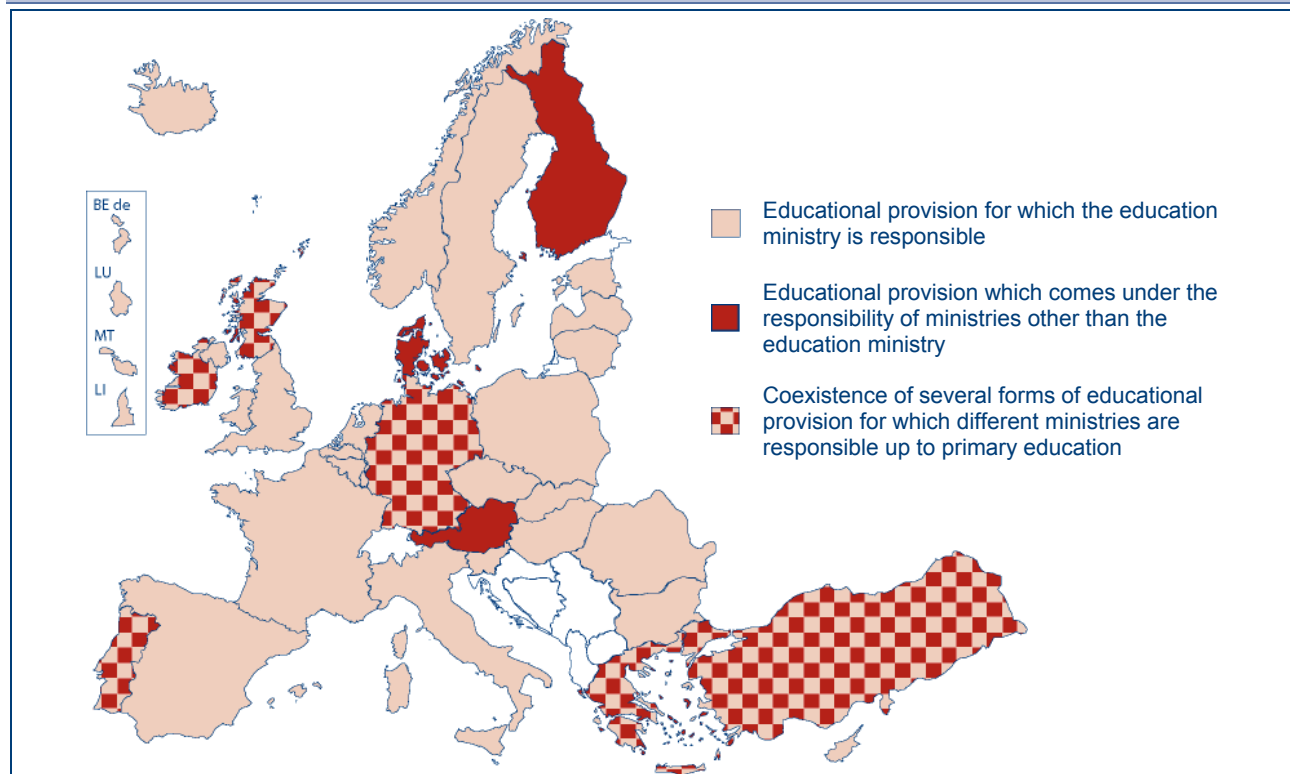 BE de
LU
MT
LI
Educational provision for which the education
ministry is responsible
Educational provision which comes under the
responsibility of ministries other than the
education ministry
Coexistence of several forms of educational
provision for which different ministries are
responsible up to primary education